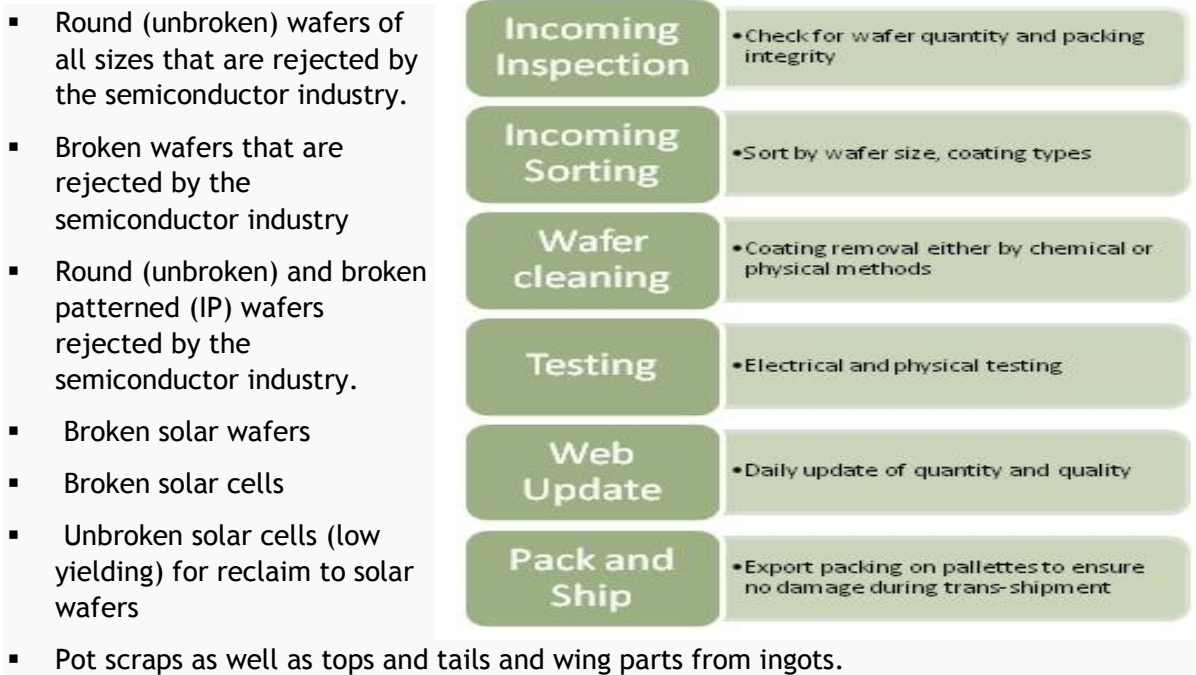 ▪ Round (unbroken) wafers of
all sizes that are rejected by
the semiconductor industry.
▪ Broken wafers that are
rejected by the
semiconductor industry
▪ Round (unbroken) and broken
patterned (IP) wafers
rejected by the
semiconductor industry.
▪ Broken solar wafers
▪ Broken solar cells
▪ Unbroken solar cells (low
yielding) for reclaim to solar
wafers
▪ Pot scraps as well as tops and tails and wing parts from ingots.
Incoming
Inspection
•Check for wafer quantity and packing
integrity
Incoming
Sorting
•Sort by wafer size, coating types
Wafer
cleaning
•Coating removal either by chemical or
physical methods
Testing
•Electrical and physical testing
Web
Update
•Daily update of quantity and quality
Pack and
Ship
•Export packing on pallettes to ensure
no damage during trans-shipment